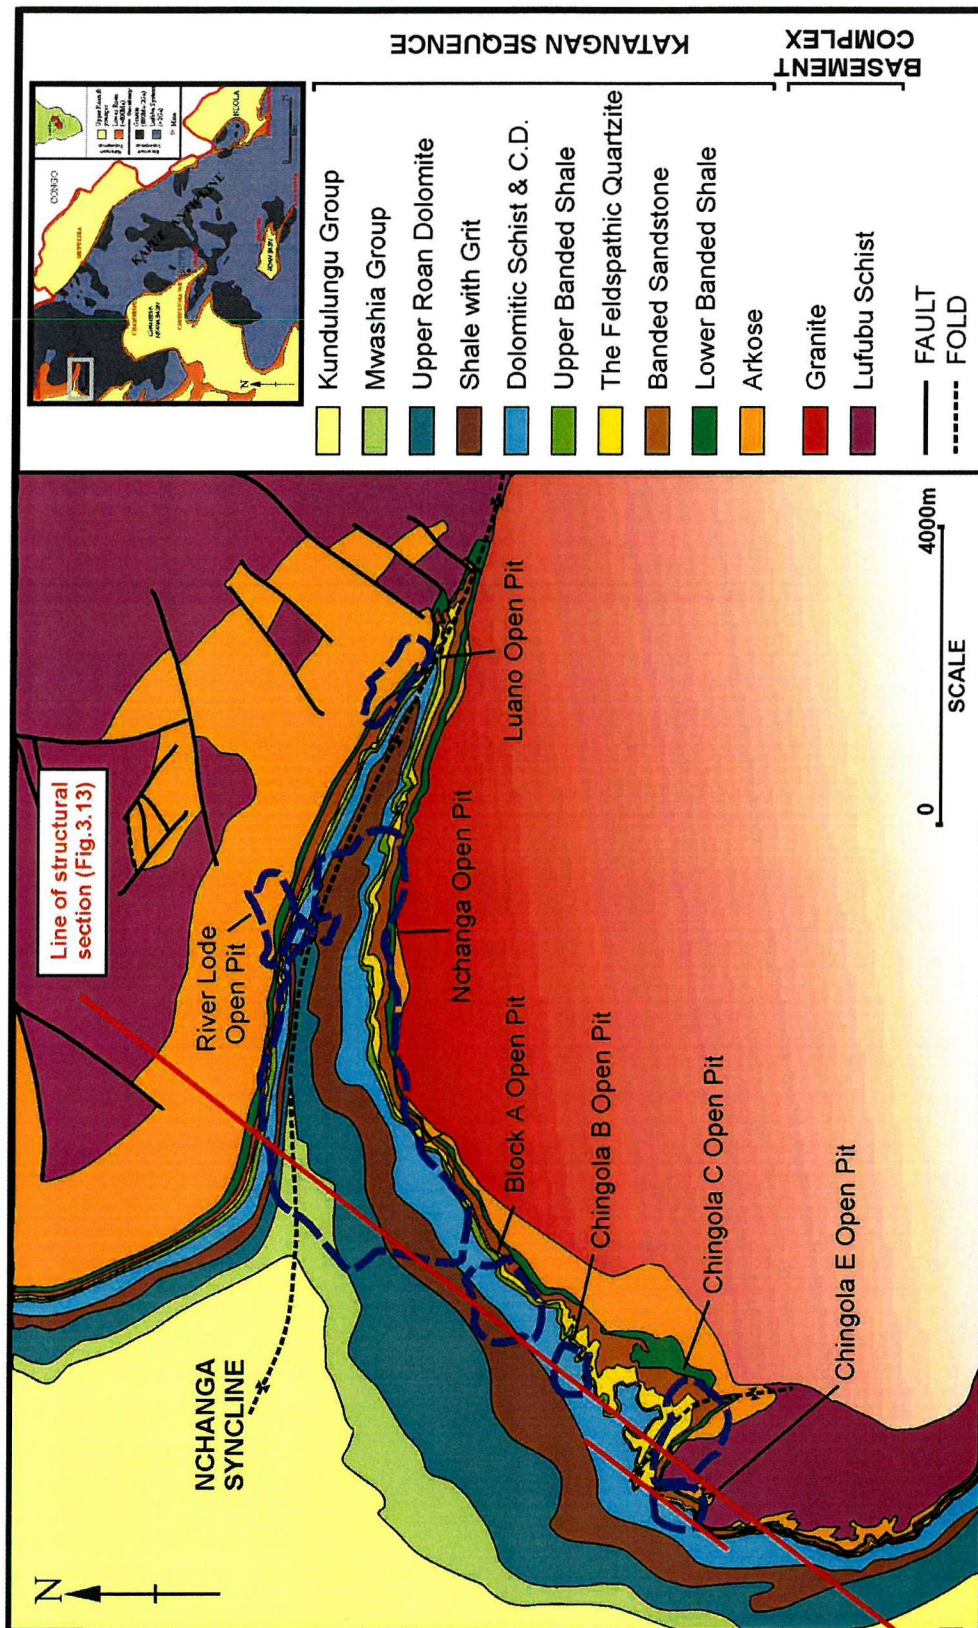 N
NCHANGA
SYNCLINE
Line of structural
section (Fig.3.13)
River Lode
Open Pit
Luano Open Pit
Nchanga Open Pit
Block A Open Pit
Chingola B Open Pit
Chingola C Open Pit
Chingola E Open Pit
0
4000m
SCALE
CONGO
KAFUE ANTICLINE
NDOLA
N
Kundulungu Group
Mwashia Group
Upper Roan Dolomite
Shale with Grit
Dolomitic Schist & C.D.
Upper Banded Shale
The Feldspathic Quartzite
Banded Sandstone
Lower Banded Shale
Arkose
Granite
Lufubu Schist
FAULT
FOLD
KATANGAN SEQUENCE
BASEMENT
COMPLEX